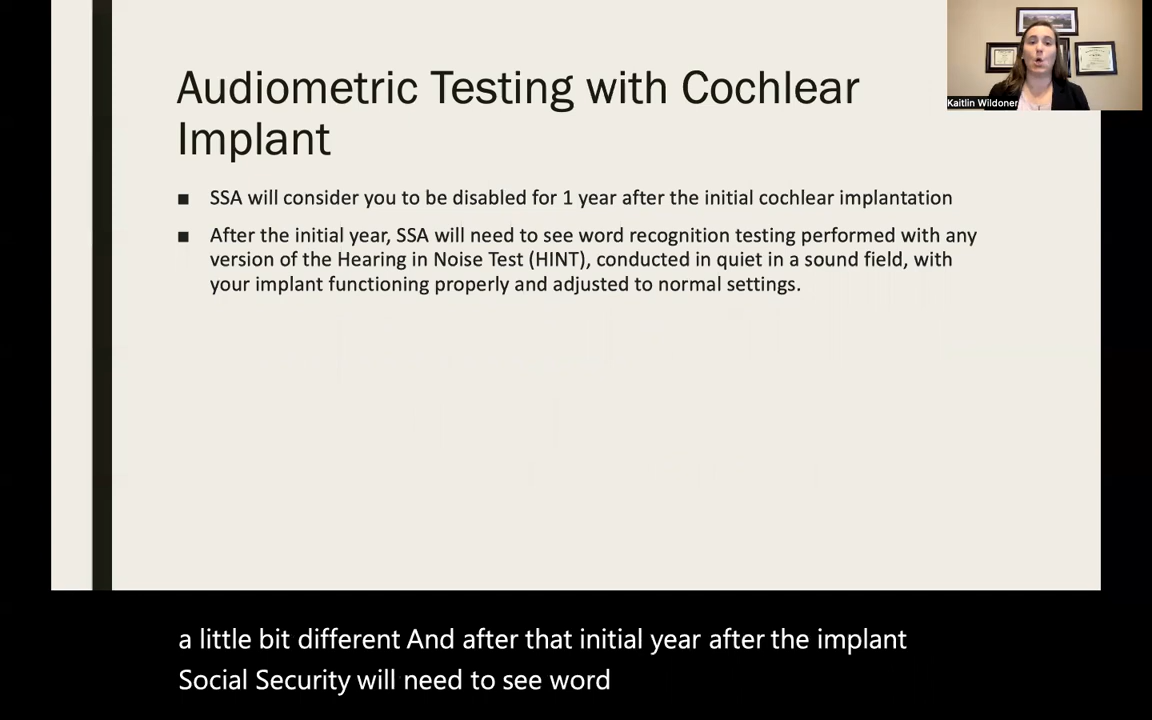 Audiometric Testing with Cochlear
Implant
Kaitlin Wildoner
■ SSA will consider you to be disabled for 1 year after the initial cochlear implantation
■ After the initial year, SSA will need to see word recognition testing performed with any
version of the Hearing in Noise Test (HINT), conducted in quiet in a sound field, with
your implant functioning properly and adjusted to normal settings.
a little bit different And after that initial year after the implant
Social Security will need to see word